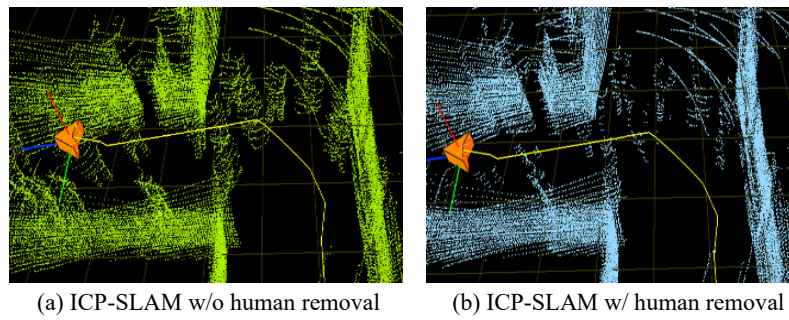 (a) ICP-SLAM w/o human removal
(b) ICP-SLAM w/ human removal